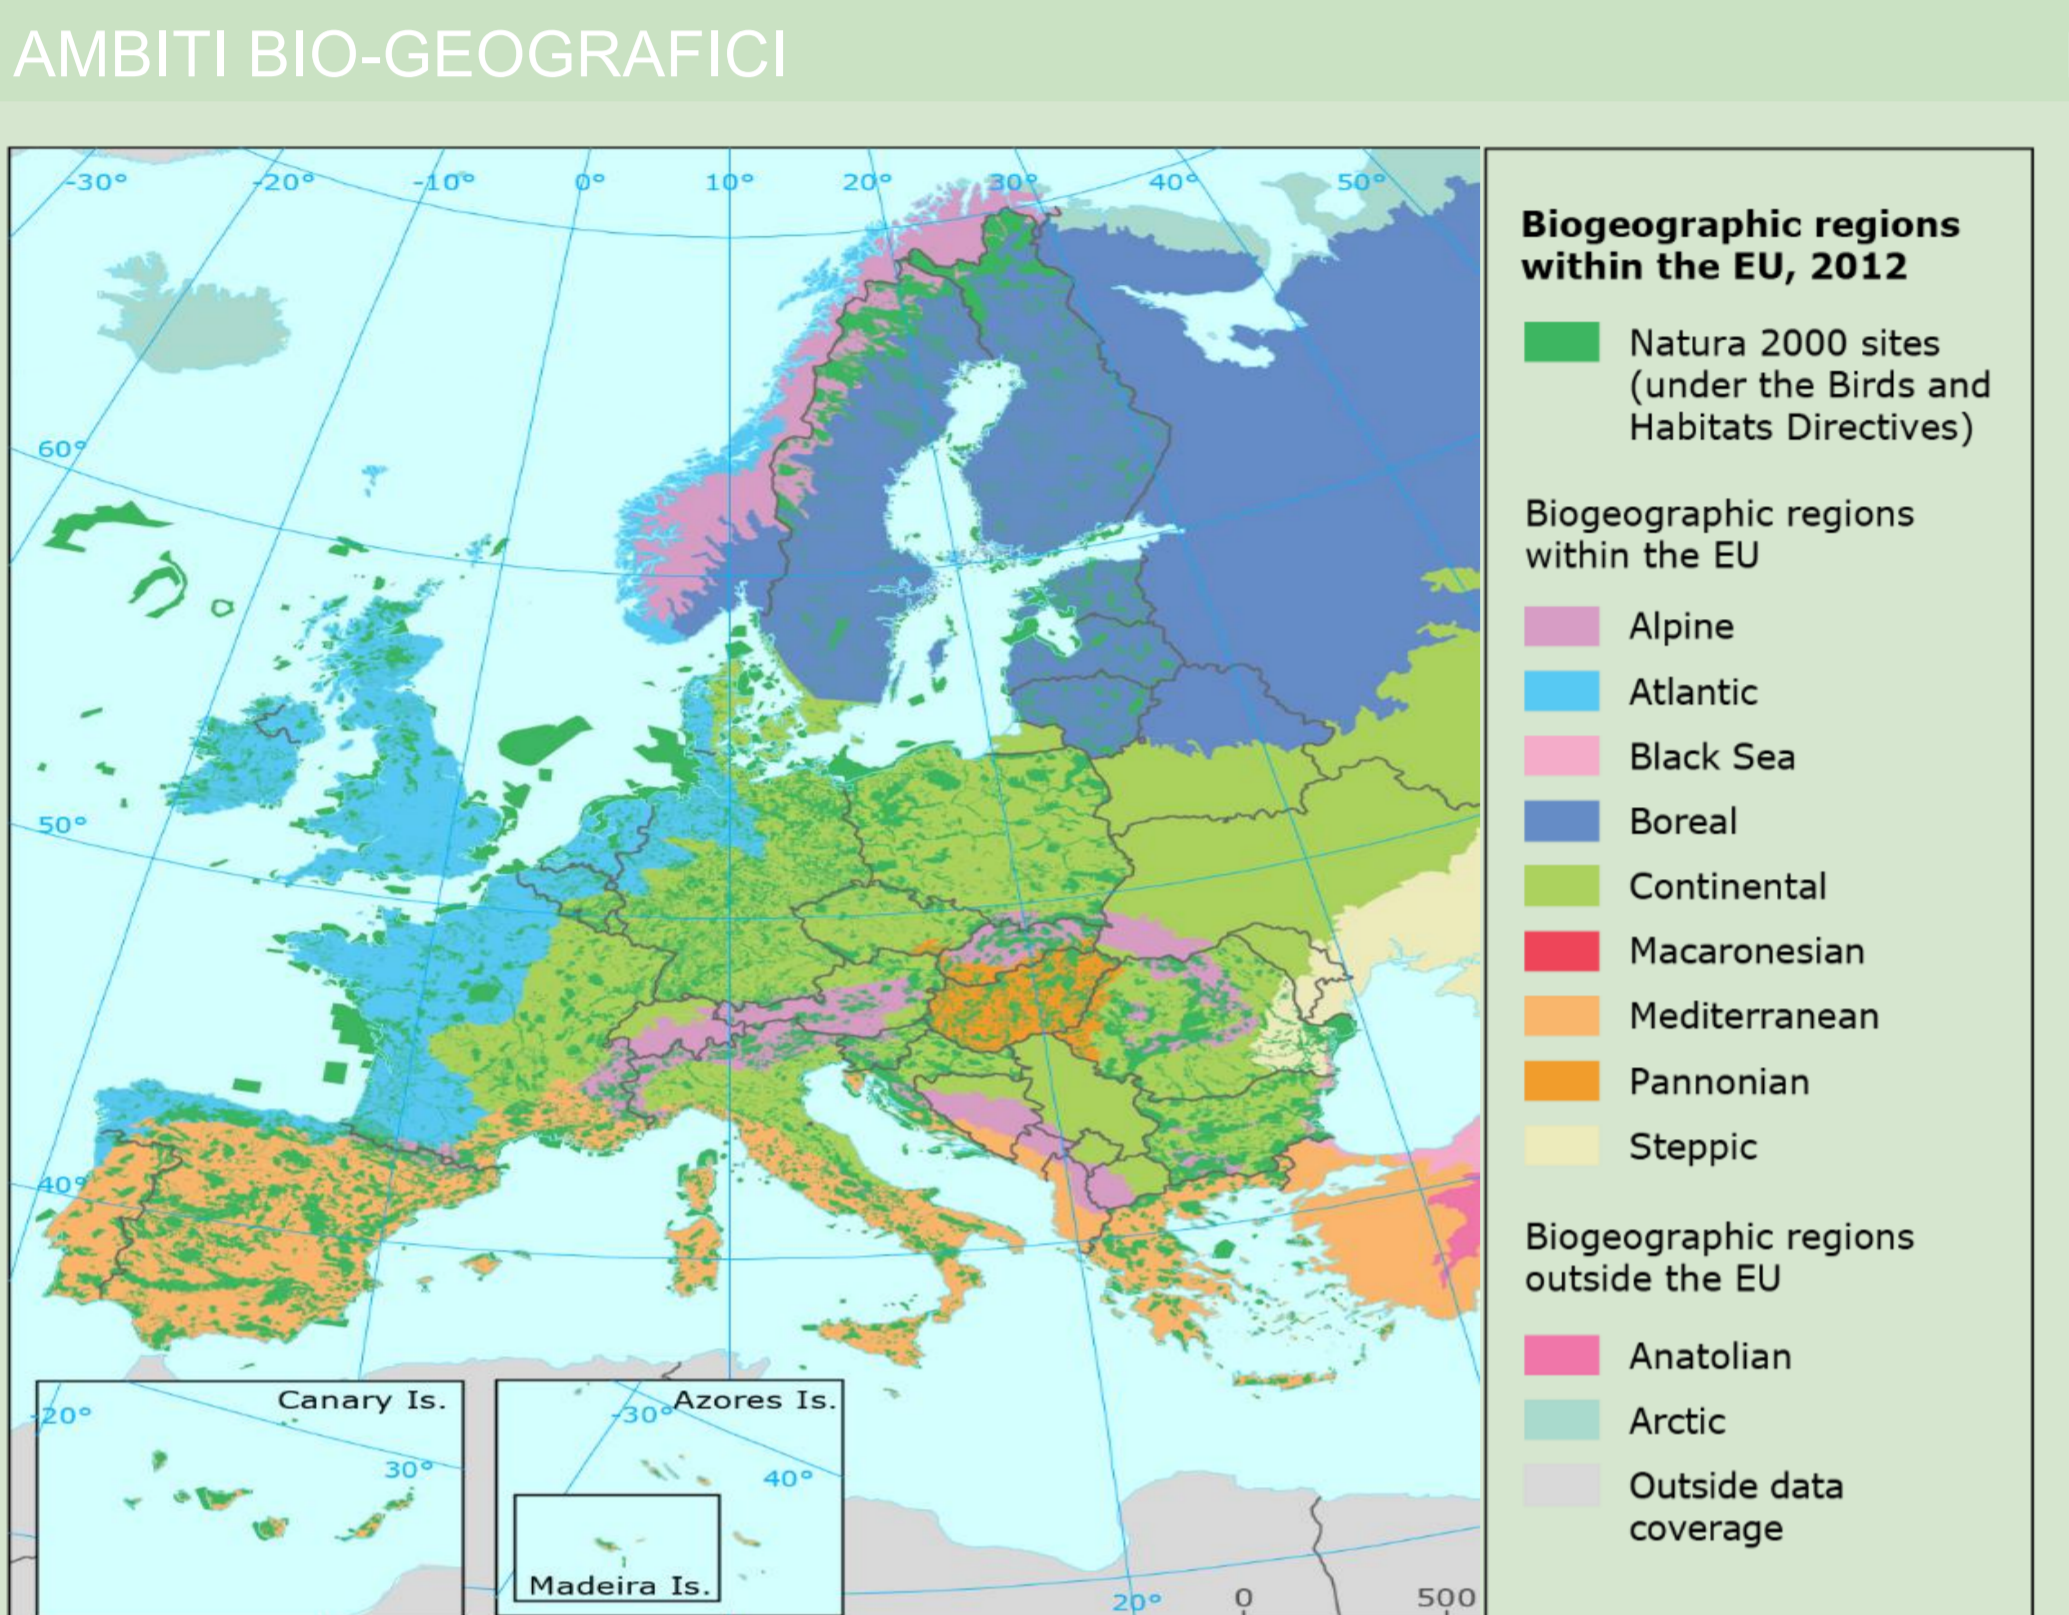 AMBITI BIO-GEOGRAFICI
-30°
-20°
-10°
0°
10°
20°
30°
40°
50°
60°
50°
40°
Canary Is.
-20°
30°
Azores Is.
-30°
40°
Madeira Is.
20°
0
500
Biogeographic regions
within the EU, 2012
Natura 2000 sites
(under the Birds and
Habitats Directives)
Biogeographic regions
within the EU
Alpine
Atlantic
Black Sea
Boreal
Continental
Macaronesian
Mediterranean
Pannonian
Steppic
Biogeographic regions
outside the EU
Anatolian
Arctic
Outside data
coverage